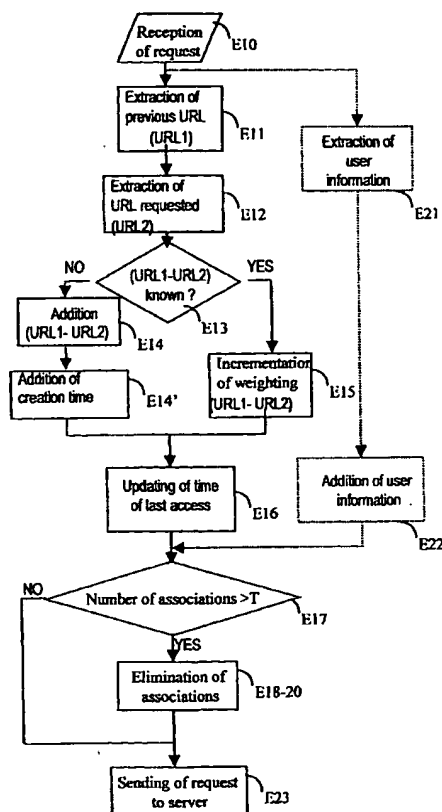 Reception
of request
E10
Extraction of
previous URL
(URL1)
E11
Extraction of
user
information
E21
Extraction of
URL requested
(URL2)
E12
NO
(URL1-URL2)
known ?
YES
E13
Addition
(URL1- URL2)
E14
Addition of
creation time
E14'
Incrementation
of weighting
(URL1- URL2)
E15
Updating of time
of last access
E16
Addition of user
information
E22
NO
Number of associations >T
E17
YES
Elimination of
associations
E18-20
Sending of request
to server
E23